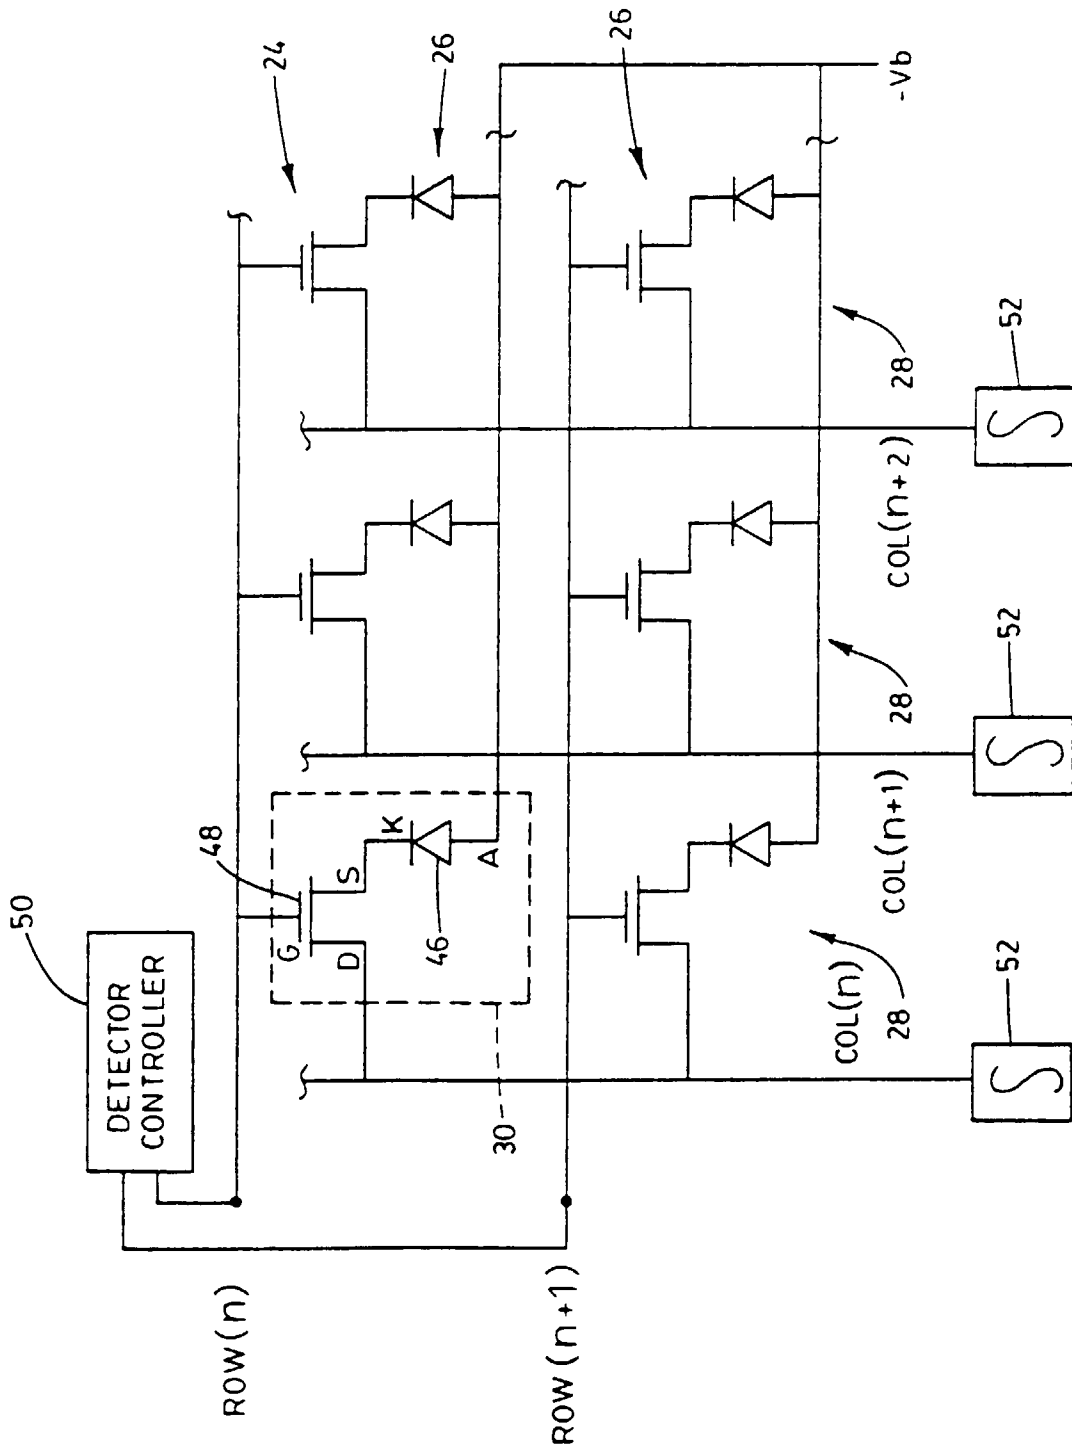 50
DETECTOR
CONTROLLER
ROW(n)
ROW(n+1)
48
G
D
S
K
A
46
30
24
26
26
-Vb
COL(n)
28
COL(n+1)
28
COL(n+2)
28
52
52
52